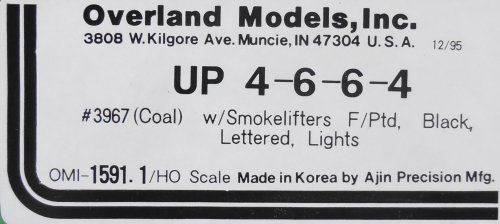 Overland Models,Inc.
3808 W.Kilgore Ave.Muncie,IN 47304 U.S.A. 12/95
UP 4-6-6-4
#3967(Coal) w/Smokelifters F/Ptd, Black,
Lettered, Lights
OMI-1591.1/HO Scale Made in Korea by Ajin Precision Mfg.